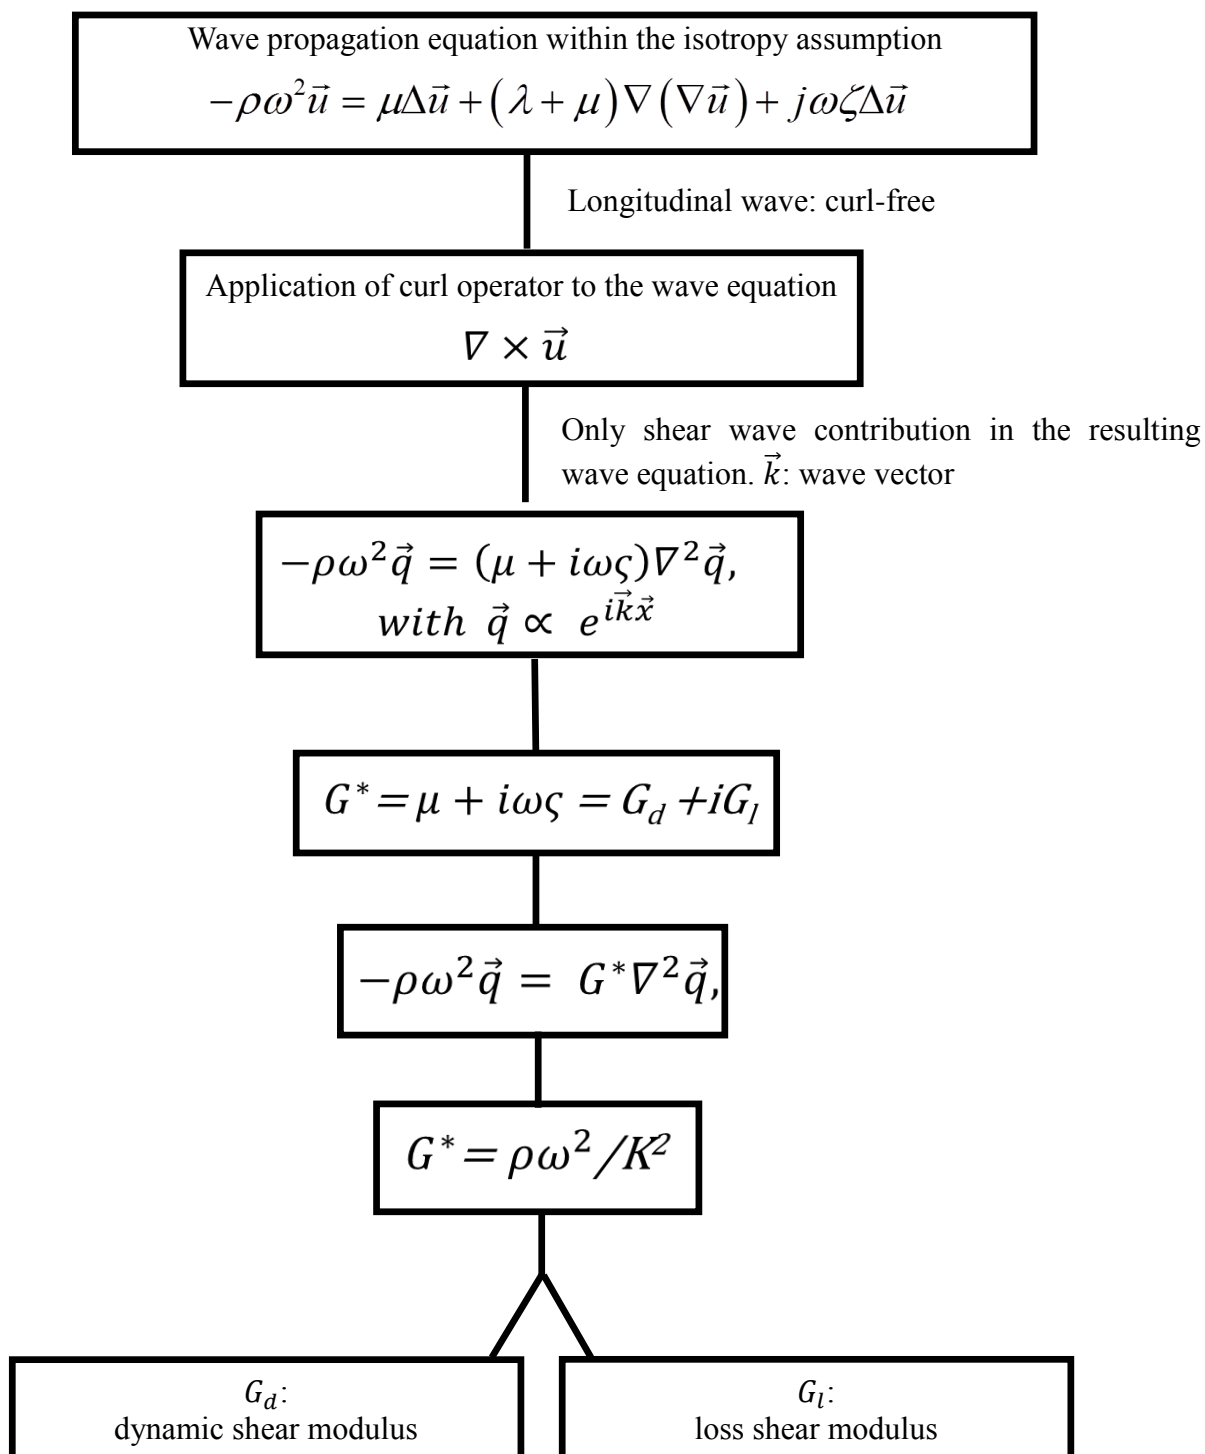 Wave propagation equation within the isotropy assumption
−ρω²u⃗ = μΔu⃗ + (λ + μ)∇(∇u⃗) + jωζΔu⃗
Longitudinal wave: curl-free
Application of curl operator to the wave equation
∇ × u⃗
Only shear wave contribution in the resulting
wave equation. k⃗: wave vector
−ρω²q⃗ = (μ + iως)∇²q⃗,
with q⃗ ∝ e^{ik⃗x⃗}
G* = μ + iως = G_d + iG_l
−ρω²q⃗ = G*∇²q⃗,
G* = ρω²/K²
G_d:
dynamic shear modulus
G_l:
loss shear modulus